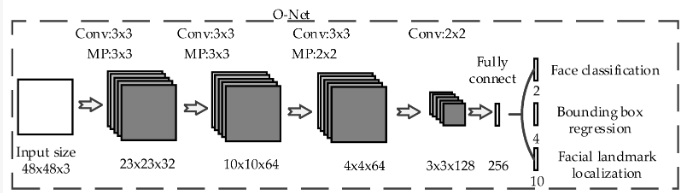 O-Net
Conv:3x3
MP:3x3
Conv:3x3
MP:3x3
Conv:3x3
MP:2x2
Conv:2x2
Fully
connect
Face classification
2
Bounding box
regression
4
Facial landmark
localization
10
Input size
48x48x3
23x23x32
10x10x64
4x4x64
3x3x128
256